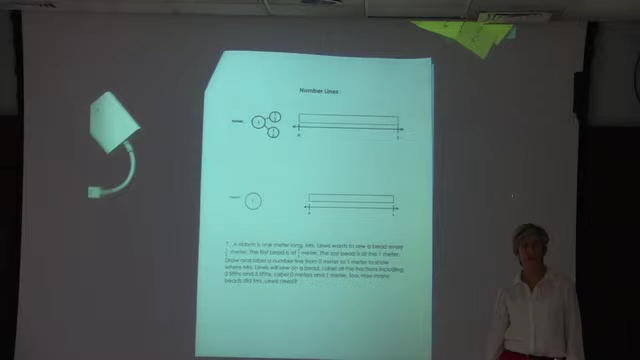 Number Lines
7. A ribbon is one meter long. Mrs. Lewis wants to sew a bead every
meter. The first bead is at meter. The last bead is at the 1 meter.
Draw and label a number line from 0 meter to 1 meter to show
where Mrs. Lewis will sew on a bead. Label all the fractions including
0 fifths and 5 fifths. Label 0 meters and 1 meter, too. How many
beads did Mrs. Lewis need?